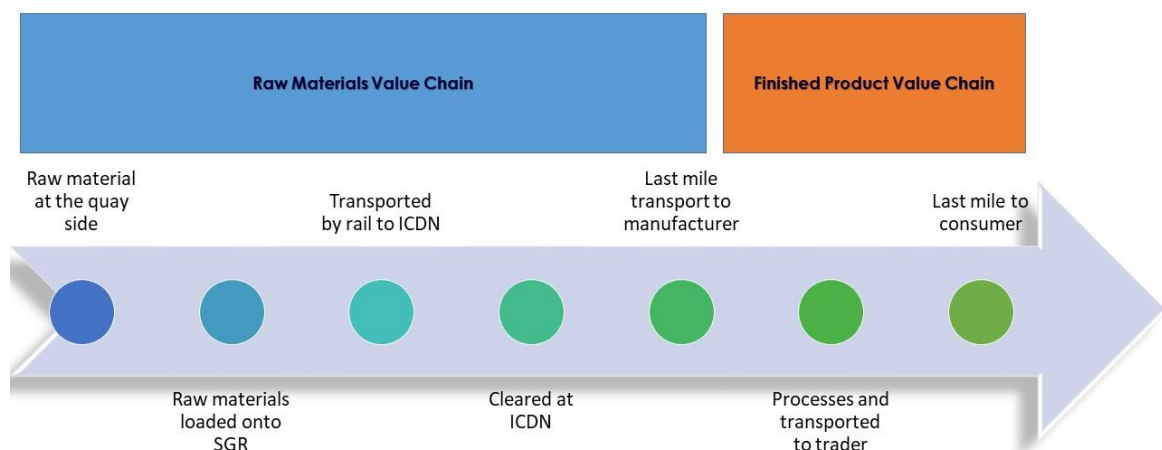 Raw Materials Value Chain
Finished Product Value Chain
Raw material
at the quay
side
Transported
by rail to ICDN
Last mile
transport to
manufacturer
Last mile to
consumer
Raw materials
loaded onto
SGR
Cleared at
ICDN
Processes and
transported
to trader